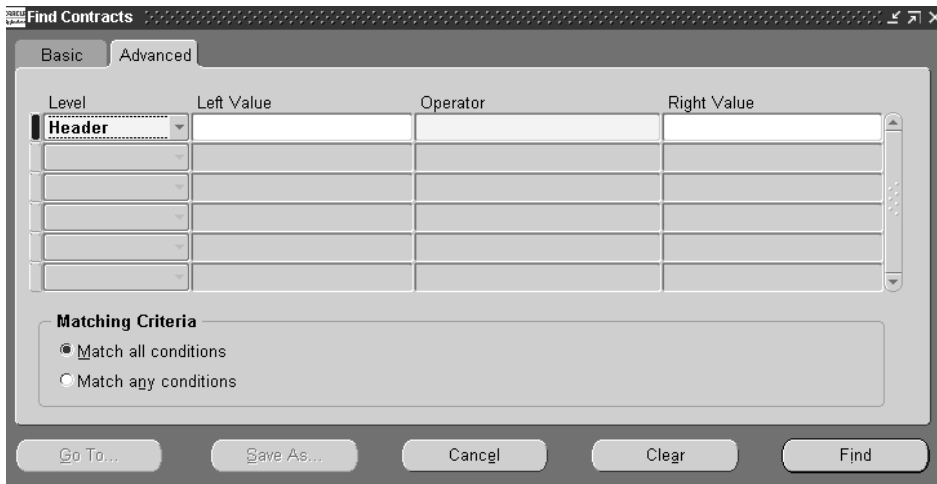 Find Contracts
Basic Advanced
Level Left Value Operator Right Value
Header
Matching Criteria
Match all conditions
Match any conditions
Go To... Save As... Cancel Clear Find